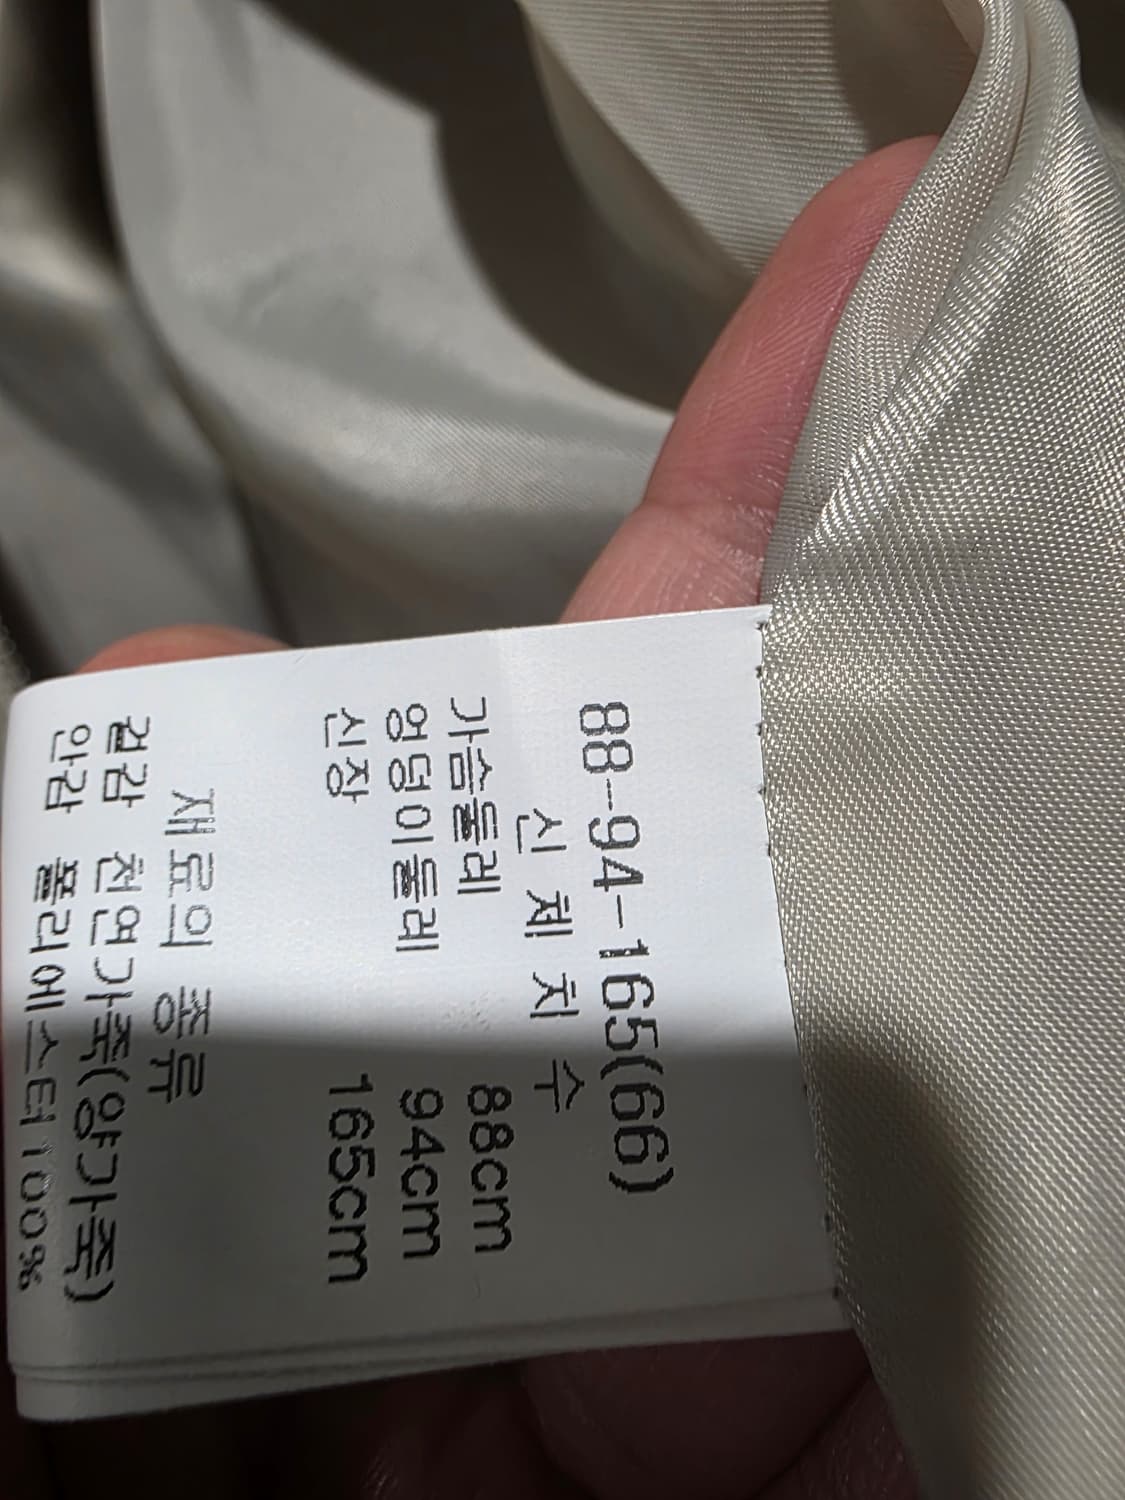 88-94-165(66)
신 체 치 수
가슴둘레 88cm
엉덩이둘레 94cm
신장 165cm
재료의 종류
겉감 천연가죽(양가죽)
안감 폴리에스터100%